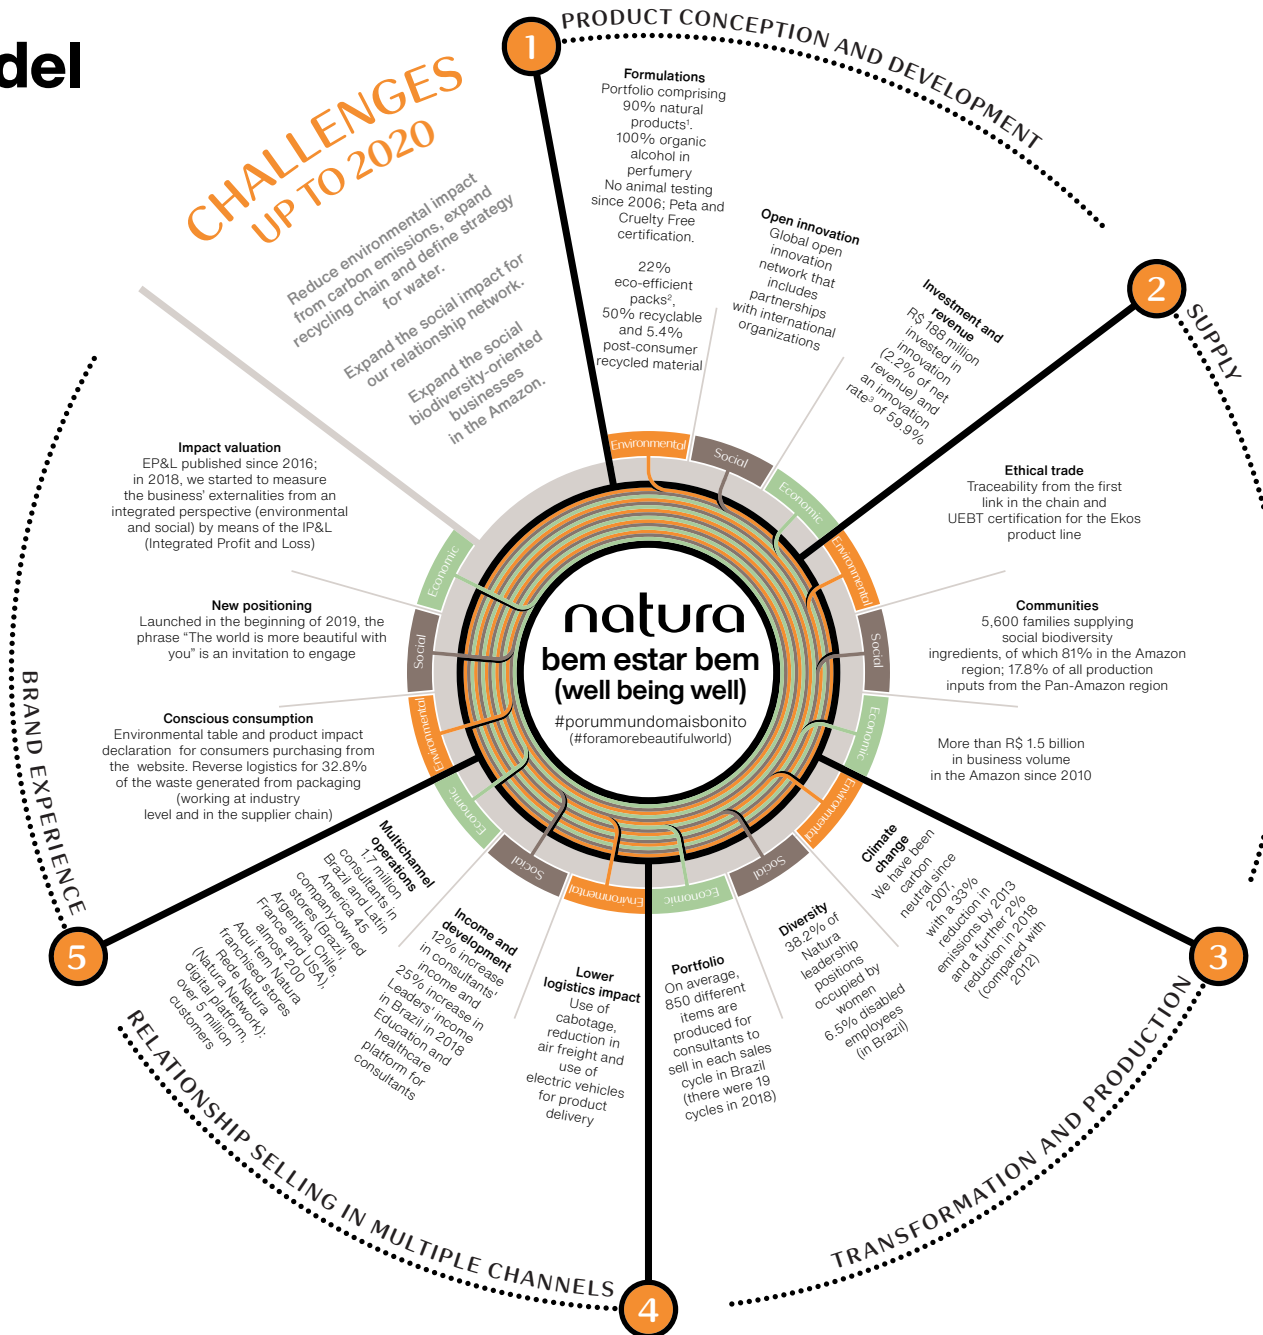 del
CHALLENGES
UP TO 2020
Reduce environmental impact
from carbon emissions, expand
recycling chain and define strategy
for water.
Expand the social impact for
our relationship network.
Expand the social
biodiversity-oriented
businesses
in the Amazon.
1
PRODUCT CONCEPTION AND DEVELOPMENT
Formulations
Portfolio comprising
90% natural
products¹.
100% organic
alcohol in
perfumery
No animal testing
since 2006; Peta and
Cruelty Free
certification.
22%
eco-efficient
packs²,
50% recyclable
and 5.4%
post-consumer
recycled material
Open innovation
Global open
innovation
network that
includes
partnerships
with international
organizations
Investment and
revenue
R$ 188 million
invested in
innovation
(2.2% of net
revenue) and
an innovation
rate³ of 59.9%
Environmental
Social
Economic
2
SUPPLY
Ethical trade
Traceability from the first
link in the chain and
UEBT certification for the Ekos
product line
Communities
5,600 families supplying
social biodiversity
ingredients, of which 81% in the Amazon
region; 17.8% of all production
inputs from the Pan-Amazon region
More than R$ 1.5 billion
in business volume
in the Amazon since 2010
Environmental
Social
Economic
3
TRANSFORMATION AND PRODUCTION
Climate
change
We have been
carbon
neutral since
2007,
with a 33%
reduction in
emissions by 2013
and a further 2%
reduction in 2018
(compared with
2012)
Diversity
38.2% of
Natura
leadership
positions
occupied by
women
6.5% disabled
employees
(in Brazil)
Portfolio
On average,
850 different
items are
produced for
consultants to
sell in each sales
cycle in Brazil
(there were 19
cycles in 2018)
Environmental
Social
Economic
4
RELATIONSHIP SELLING IN MULTIPLE CHANNELS
Lower
logistics impact
Use of
cabotage,
reduction in
air freight and
use of
electric vehicles
for product
delivery
Income and
development
12% increase
in consultants'
income and
25% increase in
Leaders' income
in Brazil in 2018
Education and
healthcare
platform for
consultants
Multichannel
operations
1.7 million
consultants in
Brazil and Latin
America 45
company-owned
stores (Brazil,
Argentina, Chile,
France and USA),
almost 200
Aqui tem Natura
franchised stores
Rede Natura
(Natura Network):
digital platform,
over 5 million
customers
Environmental
Social
Economic
5
BRAND EXPERIENCE
Conscious consumption
Environmental table and product impact
declaration for consumers purchasing from
the website. Reverse logistics for 32.8%
of the waste generated from packaging
(working at industry
level and in the supplier chain)
New positioning
Launched in the beginning of 2019, the
phrase “The world is more beautiful with
you” is an invitation to engage
Impact valuation
EP&L published since 2016;
in 2018, we started to measure
the business' externalities from an
integrated perspective (environmental
and social) by means of the IP&L
(Integrated Profit and Loss)
Environmental
Social
Economic
natura
bem estar bem
(well being well)
#porummundomaisbonito
(#foramorebeautifulworld)